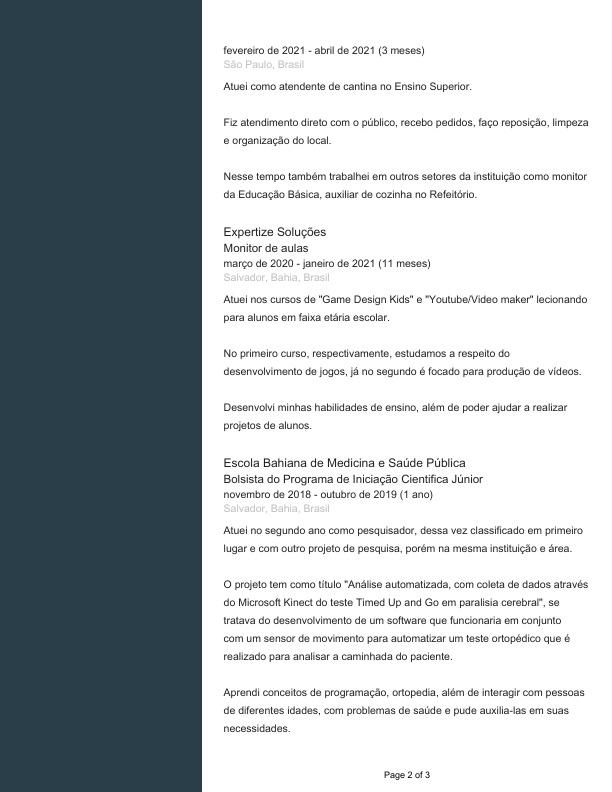 fevereiro de 2021 - abril de 2021 (3 meses)
São Paulo, Brasil
Atuei como atendente de cantina no Ensino Superior.
Fiz atendimento direto com o público, recebo pedidos, faço reposição, limpeza
e organização do local.
Nesse tempo também trabalhei em outros setores da instituição como monitor
da Educação Básica, auxiliar de cozinha no Refeitório.
Expertize Soluções
Monitor de aulas
março de 2020 - janeiro de 2021 (11 meses)
Salvador, Bahia, Brasil
Atuei nos cursos de "Game Design Kids" e "Youtube/Video maker" lecionando
para alunos em faixa etária escolar.
No primeiro curso, respectivamente, estudamos a respeito do
desenvolvimento de jogos, já no segundo é focado para produção de vídeos.
Desenvolvi minhas habilidades de ensino, além de poder ajudar a realizar
projetos de alunos.
Escola Bahiana de Medicina e Saúde Pública
Bolsista do Programa de Iniciação Cientifica Júnior
novembro de 2018 - outubro de 2019 (1 ano)
Salvador, Bahia, Brasil
Atuei no segundo ano como pesquisador, dessa vez classificado em primeiro
lugar e com outro projeto de pesquisa, porém na mesma instituição e área.
O projeto tem como título "Análise automatizada, com coleta de dados através
do Microsoft Kinect do teste Timed Up and Go em paralisia cerebral", se
tratava do desenvolvimento de um software que funcionaria em conjunto
com um sensor de movimento para automatizar um teste ortopédico que é
realizado para analisar a caminhada do paciente.
Aprendi conceitos de programação, ortopedia, além de interagir com pessoas
de diferentes idades, com problemas de saúde e pude auxilia-las em suas
necessidades.
Page 2 of 3